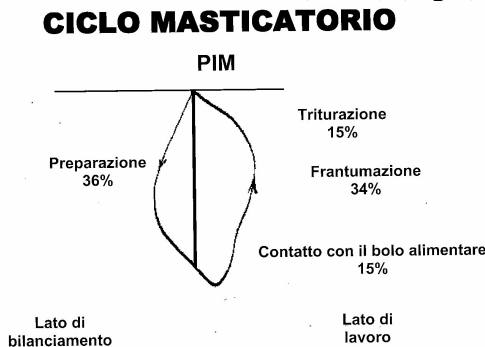 CICLO MASTICATORIO
PIM
Triturazione
15%
Preparazione
36%
Frantumazione
34%
Contatto con il bolo alimentare
15%
Lato di
bilanciamento
Lato di
lavoro